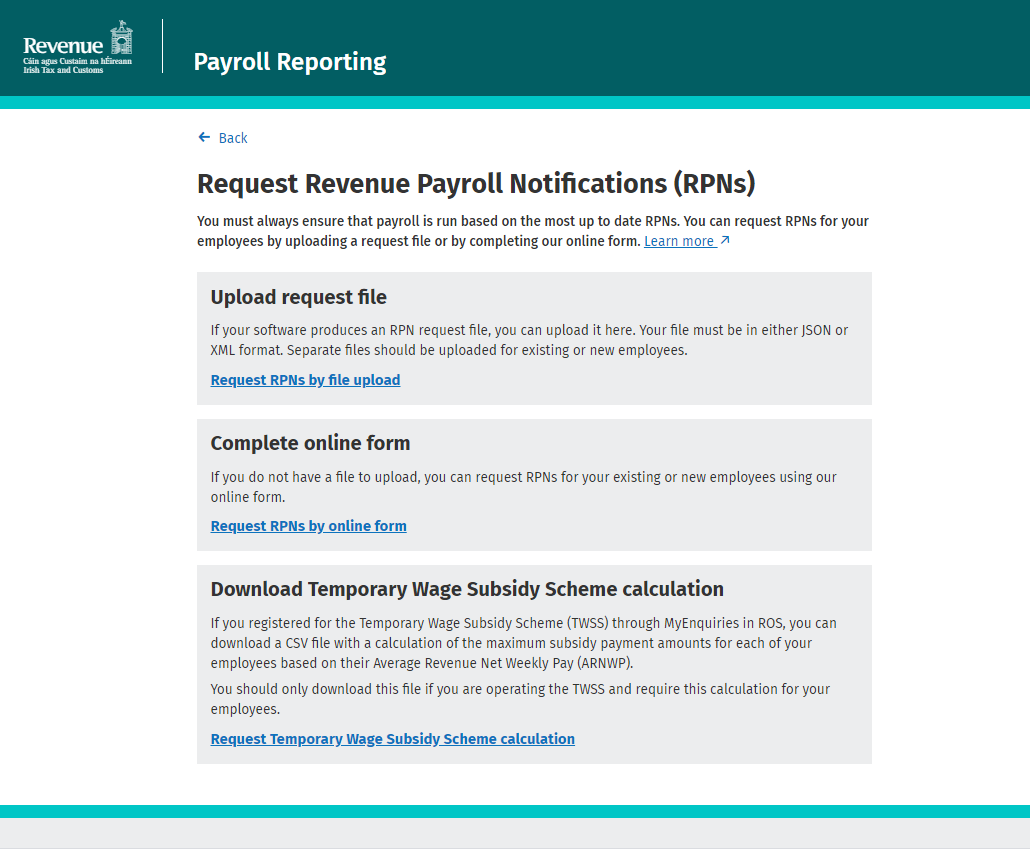 Revenue
Cáin agus Custaim na hÉireann
Irish Tax and Customs
Payroll Reporting
Back
Request Revenue Payroll Notifications (RPNs)
You must always ensure that payroll is run based on the most up to date RPNs. You can request RPNs for your
employees by uploading a request file or by completing our online form. Learn more
Upload request file
If your software produces an RPN request file, you can upload it here. Your file must be in either JSON or
XML format. Separate files should be uploaded for existing or new employees.
Request RPNs by file upload
Complete online form
If you do not have a file to upload, you can request RPNs for your existing or new employees using our
online form.
Request RPNs by online form
Download Temporary Wage Subsidy Scheme calculation
If you registered for the Temporary Wage Subsidy Scheme (TWSS) through MyEnquiries in ROS, you can
download a CSV file with a calculation of the maximum subsidy payment amounts for each of your
employees based on their Average Revenue Net Weekly Pay (ARNWP).
You should only download this file if you are operating the TWSS and require this calculation for your
employees.
Request Temporary Wage Subsidy Scheme calculation